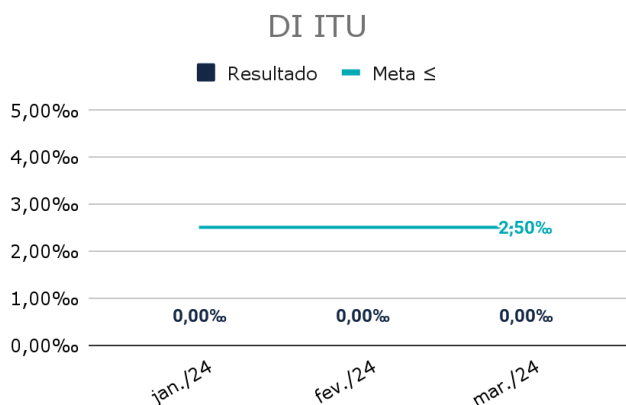 DI ITU
Resultado Meta ≤
5,00‰
4,00‰
3,00‰
2,50‰
2,00‰
1,00‰
0,00‰ 0,00‰ 0,00‰
0,00‰
jan./24 fev./24 mar./24